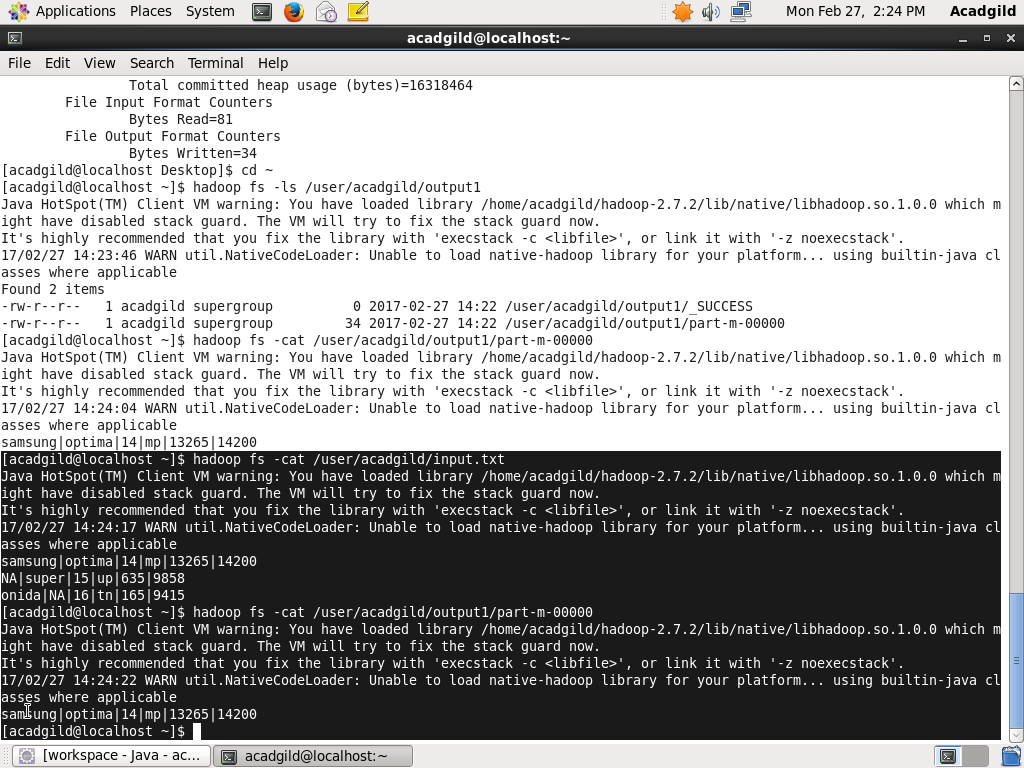 Applications Places System Mon Feb 27, 2:24 PM Acadgild
acadgild@localhost:~
File Edit View Search Terminal Help
Total committed heap usage (bytes)=16318464
File Input Format Counters
Bytes Read=81
File Output Format Counters
Bytes Written=34
[acadgild@localhost Desktop]$ cd ~
[acadgild@localhost ~]$ hadoop fs -ls /user/acadgild/output1
Java HotSpot(TM) Client VM warning: You have loaded library /home/acadgild/hadoop-2.7.2/lib/native/libhadoop.so.1.0.0 which m
ight have disabled stack guard. The VM will try to fix the stack guard now.
It's highly recommended that you fix the library with 'execstack -c <libfile>', or link it with '-z noexecstack'.
17/02/27 14:23:46 WARN util.NativeCodeLoader: Unable to load native-hadoop library for your platform... using builtin-java cl
asses where applicable
Found 2 items
-rw-r--r--   1 acadgild supergroup          0 2017-02-27 14:22 /user/acadgild/output1/_SUCCESS
-rw-r--r--   1 acadgild supergroup         34 2017-02-27 14:22 /user/acadgild/output1/part-m-00000
[acadgild@localhost ~]$ hadoop fs -cat /user/acadgild/output1/part-m-00000
Java HotSpot(TM) Client VM warning: You have loaded library /home/acadgild/hadoop-2.7.2/lib/native/libhadoop.so.1.0.0 which m
ight have disabled stack guard. The VM will try to fix the stack guard now.
It's highly recommended that you fix the library with 'execstack -c <libfile>', or link it with '-z noexecstack'.
17/02/27 14:24:04 WARN util.NativeCodeLoader: Unable to load native-hadoop library for your platform... using builtin-java cl
asses where applicable
samsung|optima|14|mp|13265|14200
[acadgild@localhost ~]$ hadoop fs -cat /user/acadgild/input.txt
Java HotSpot(TM) Client VM warning: You have loaded library /home/acadgild/hadoop-2.7.2/lib/native/libhadoop.so.1.0.0 which m
ight have disabled stack guard. The VM will try to fix the stack guard now.
It's highly recommended that you fix the library with 'execstack -c <libfile>', or link it with '-z noexecstack'.
17/02/27 14:24:17 WARN util.NativeCodeLoader: Unable to load native-hadoop library for your platform... using builtin-java cl
asses where applicable
samsung|optima|14|mp|13265|14200
NA|super|15|up|635|9858
onida|NA|16|tn|165|9415
[acadgild@localhost ~]$ hadoop fs -cat /user/acadgild/output1/part-m-00000
Java HotSpot(TM) Client VM warning: You have loaded library /home/acadgild/hadoop-2.7.2/lib/native/libhadoop.so.1.0.0 which m
ight have disabled stack guard. The VM will try to fix the stack guard now.
It's highly recommended that you fix the library with 'execstack -c <libfile>', or link it with '-z noexecstack'.
17/02/27 14:24:22 WARN util.NativeCodeLoader: Unable to load native-hadoop library for your platform... using builtin-java cl
asses where applicable
samsung|optima|14|mp|13265|14200
[acadgild@localhost ~]$
[workspace - Java - ac... acadgild@localhost:~